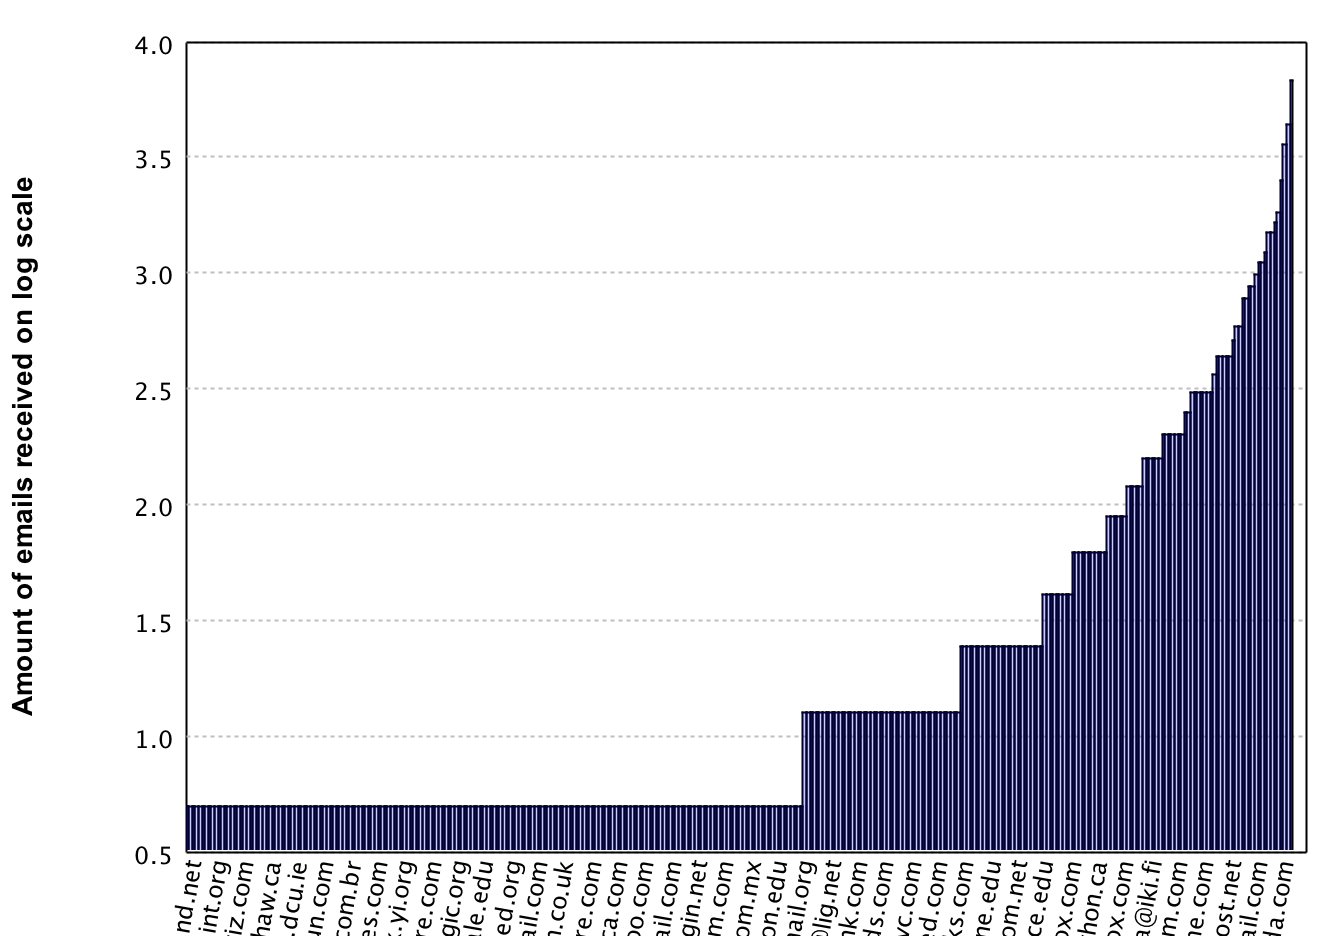 Amount of emails received on log scale
4.0
3.5
3.0
2.5
2.0
1.5
1.0
0.5
nd.net
int.org
iz.com
haw.ca
.dcu.ie
un.com
com.br
es.com
.yi.org
re.com
gic.org
le.edu
ed.org
ail.com
n.co.uk
re.com
ca.com
oo.com
ail.com
gin.net
m.com
om.mx
on.edu
nail.org
@lig.net
nk.com
ds.com
vc.com
d.com
ks.com
ne.edu
om.net
ce.edu
ox.com
thon.ca
ox.com
a@iki.fi
m.com
ne.com
ost.net
ail.com
da.com